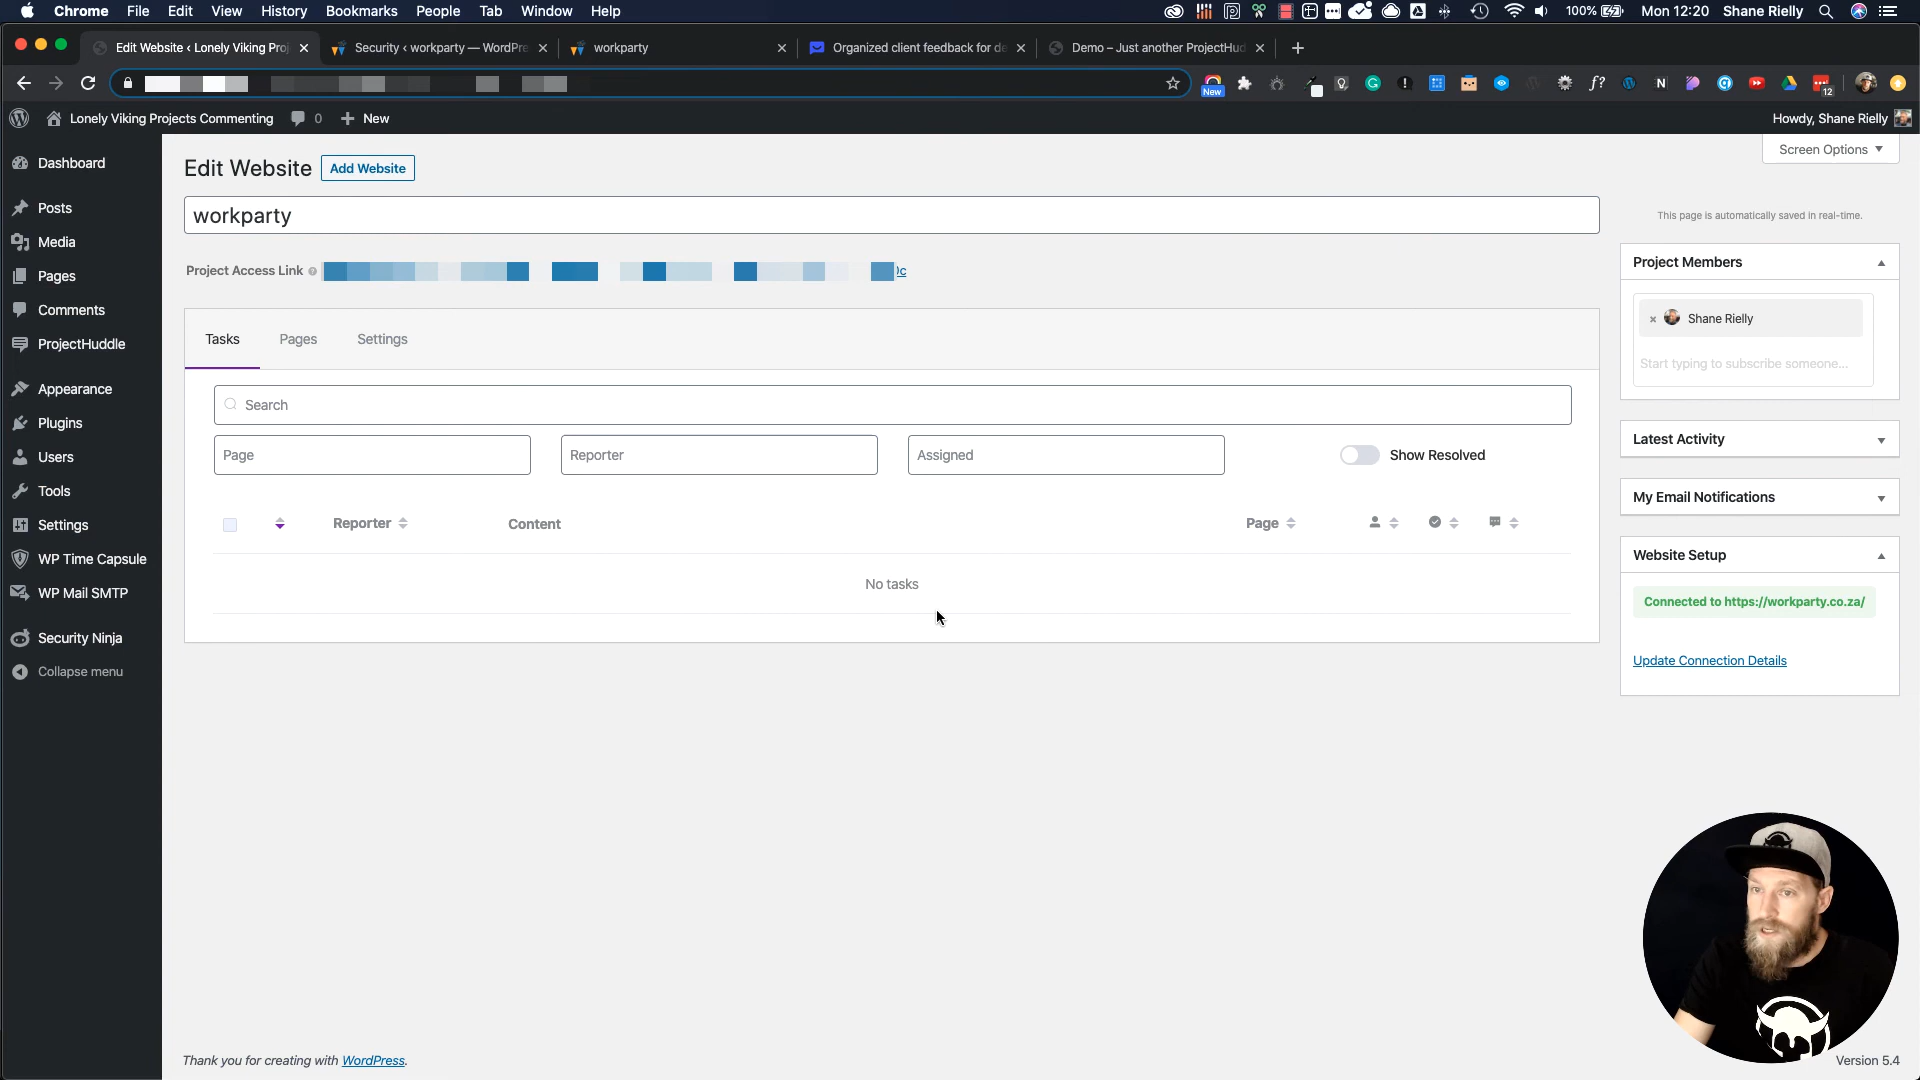 Chrome File Edit View History Bookmarks People Tab Window Help
100% Mon 12:20 Shane Rielly
Edit Website ‹ Lonely Viking Proj
Security ‹ workparty — WordPre
workparty
Organized client feedback for de
Demo – Just another ProjectHud
New
12
Lonely Viking Projects Commenting 0 New
Howdy, Shane Rielly
Dashboard
Posts
Media
Pages
Comments
ProjectHuddle
Appearance
Plugins
Users
Tools
Settings
WP Time Capsule
WP Mail SMTP
Security Ninja
Collapse menu
Edit Website Add Website
Screen Options
workparty
This page is automatically saved in real-time.
Project Access Link
Tasks Pages Settings
Search
Page Reporter Assigned Show Resolved
Reporter Content Page
No tasks
Project Members
× Shane Rielly
Start typing to subscribe someone...
Latest Activity
My Email Notifications
Website Setup
Connected to https://workparty.co.za/
Update Connection Details
Thank you for creating with WordPress.
Version 5.4